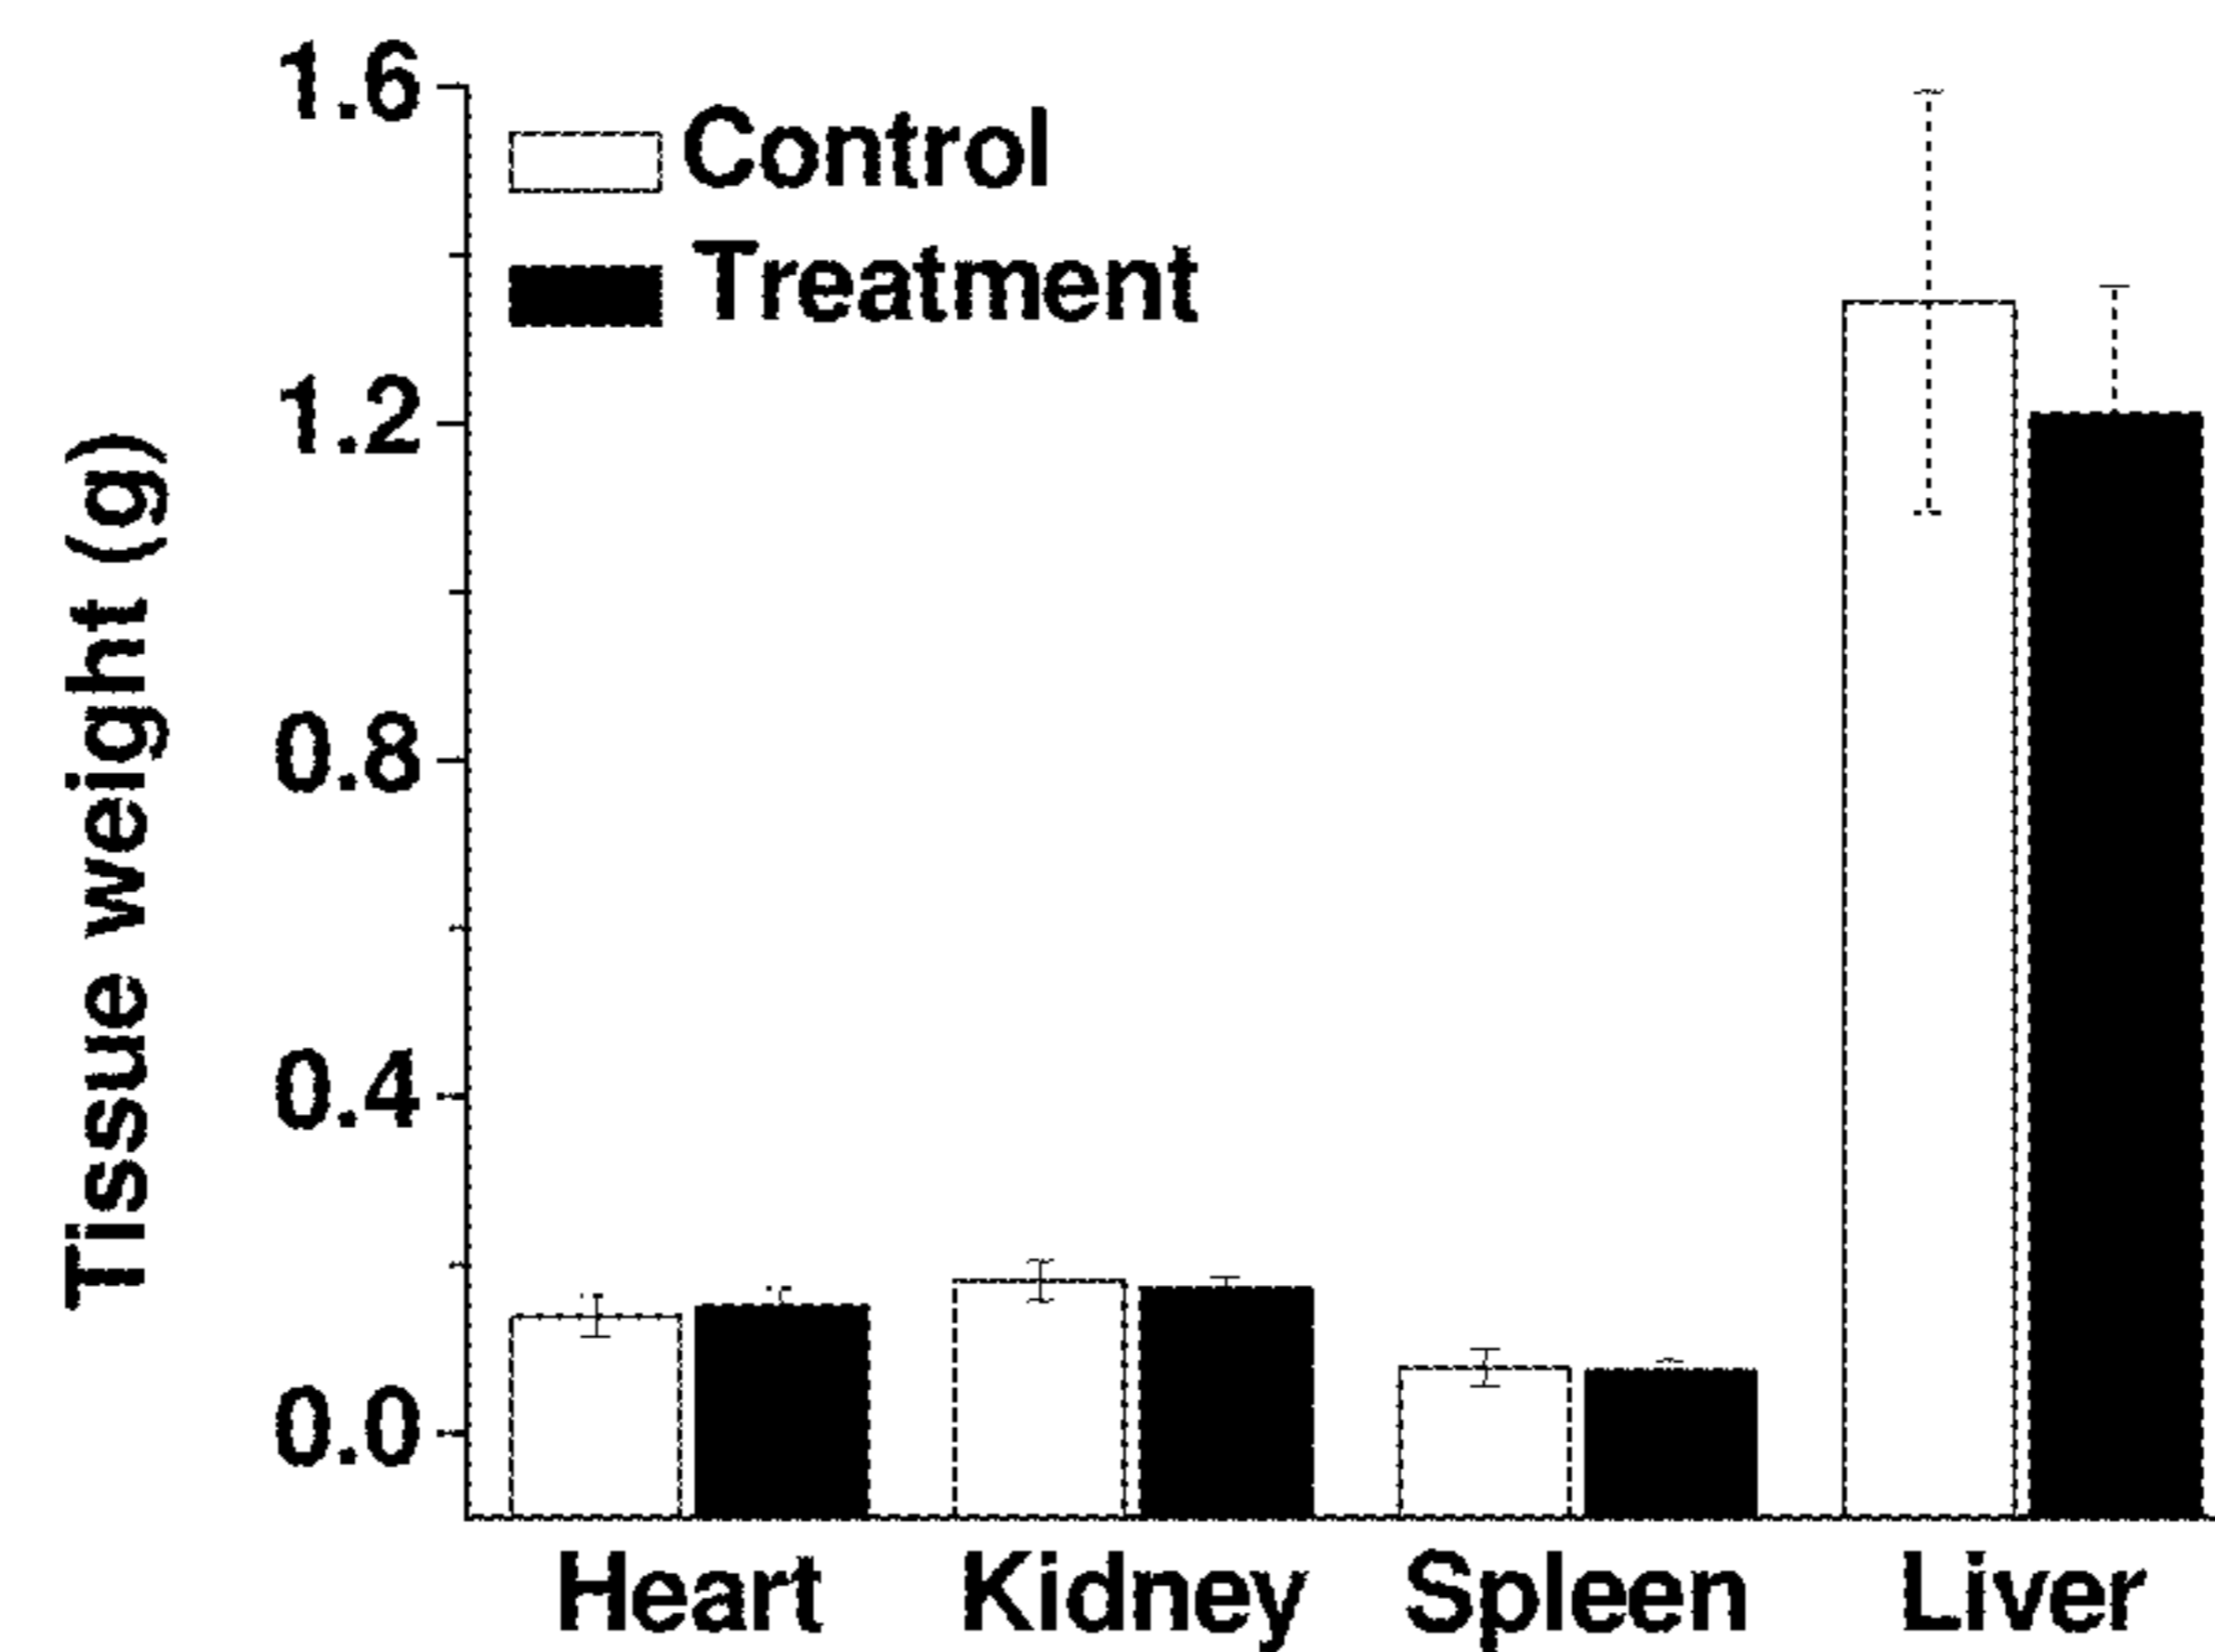 1.6
Control
Treatment
1.2
0.8
0.4
0.0
Tissue weight (g)
Heart Kidney Spleen Liver